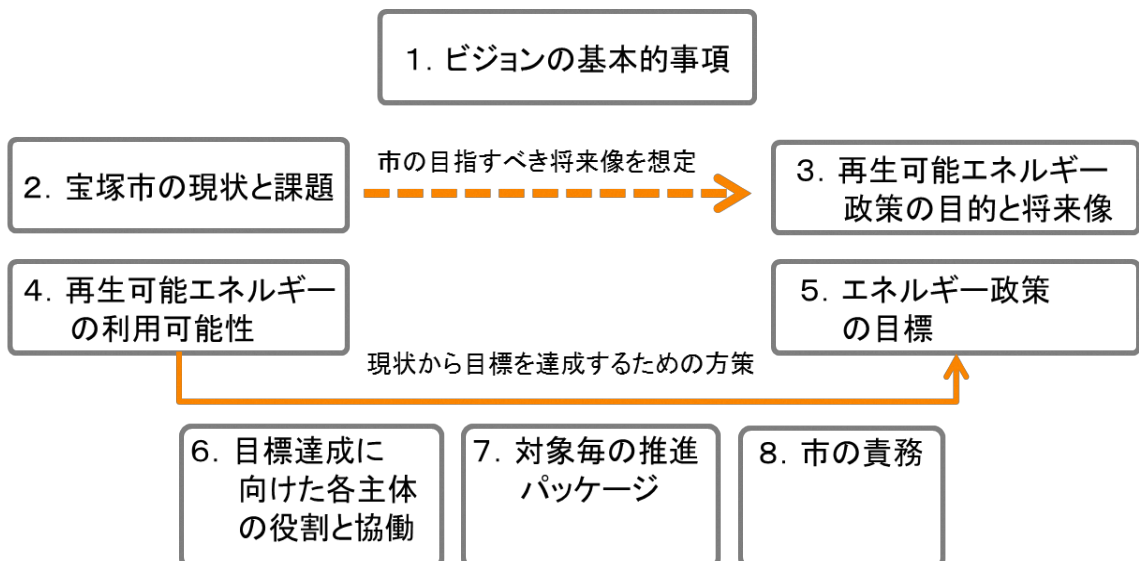 1. ビジョンの基本的事項
2. 宝塚市の現状と課題
市の目指すべき将来像を想定
3. 再生可能エネルギー
政策の目的と将来像
4. 再生可能エネルギー
の利用可能性
5. エネルギー政策
の目標
現状から目標を達成するための方策
6. 目標達成に
向けた各主体
の役割と協働
7. 対象毎の推進
パッケージ
8. 市の責務